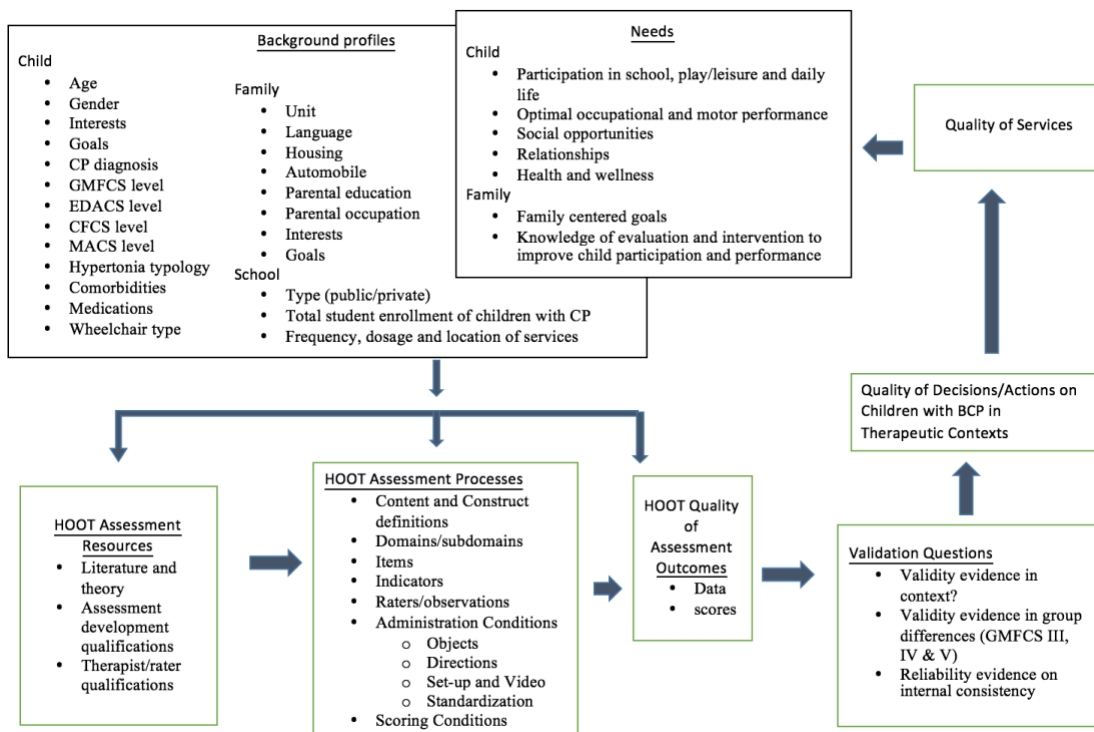 Background profiles
Child
• Age
• Gender
• Interests
• Goals
• CP diagnosis
• GMFCS level
• EDACS level
• CFCS level
• MACS level
• Hypertonia typology
• Comorbidities
• Medications
• Wheelchair type
Family
• Unit
• Language
• Housing
• Automobile
• Parental education
• Parental occupation
• Interests
• Goals
School
• Type (public/private)
• Total student enrollment of children with CP
• Frequency, dosage and location of services
Needs
Child
• Participation in school, play/leisure and daily
life
• Optimal occupational and motor performance
• Social opportunities
• Relationships
• Health and wellness
Family
• Family centered goals
• Knowledge of evaluation and intervention to
improve child participation and performance
Quality of Services
Quality of Decisions/Actions on
Children with BCP in
Therapeutic Contexts
HOOT Assessment
Resources
• Literature and
theory
• Assessment
development
qualifications
• Therapist/rater
qualifications
HOOT Assessment Processes
• Content and Construct
definitions
• Domains/subdomains
• Items
• Indicators
• Raters/observations
• Administration Conditions
o Objects
o Directions
o Set-up and Video
o Standardization
• Scoring Conditions
HOOT Quality
of
Assessment
Outcomes
• Data
• scores
Validation Questions
• Validity evidence in
context?
• Validity evidence in group
differences (GMFCS III,
IV & V)
• Reliability evidence on
internal consistency